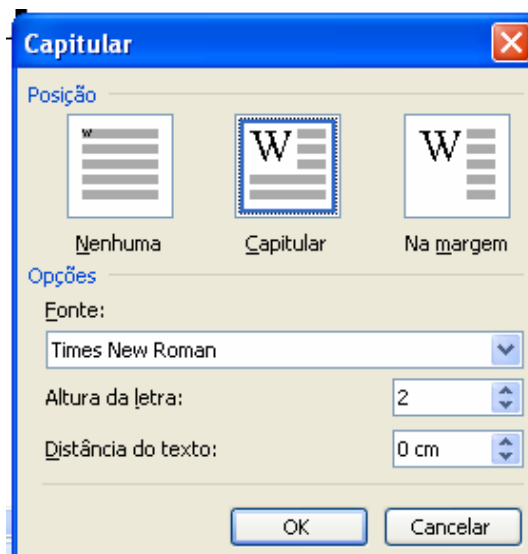 Capitular
Posição
W W W
Nenhuma Capitular Na margem
Opções
Fonte:
Times New Roman
Altura da letra: 2
Distância do texto: 0 cm
OK Cancelar